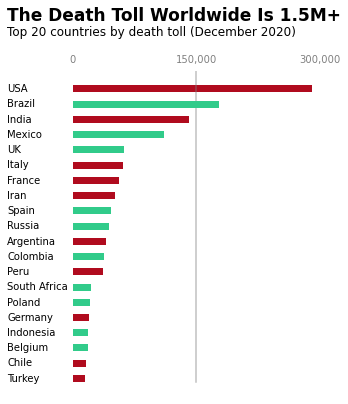 The Death Toll Worldwide Is 1.5M+
Top 20 countries by death toll (December 2020)
0 150,000 300,000
USA
Brazil
India
Mexico
UK
Italy
France
Iran
Spain
Russia
Argentina
Colombia
Peru
South Africa
Poland
Germany
Indonesia
Belgium
Chile
Turkey